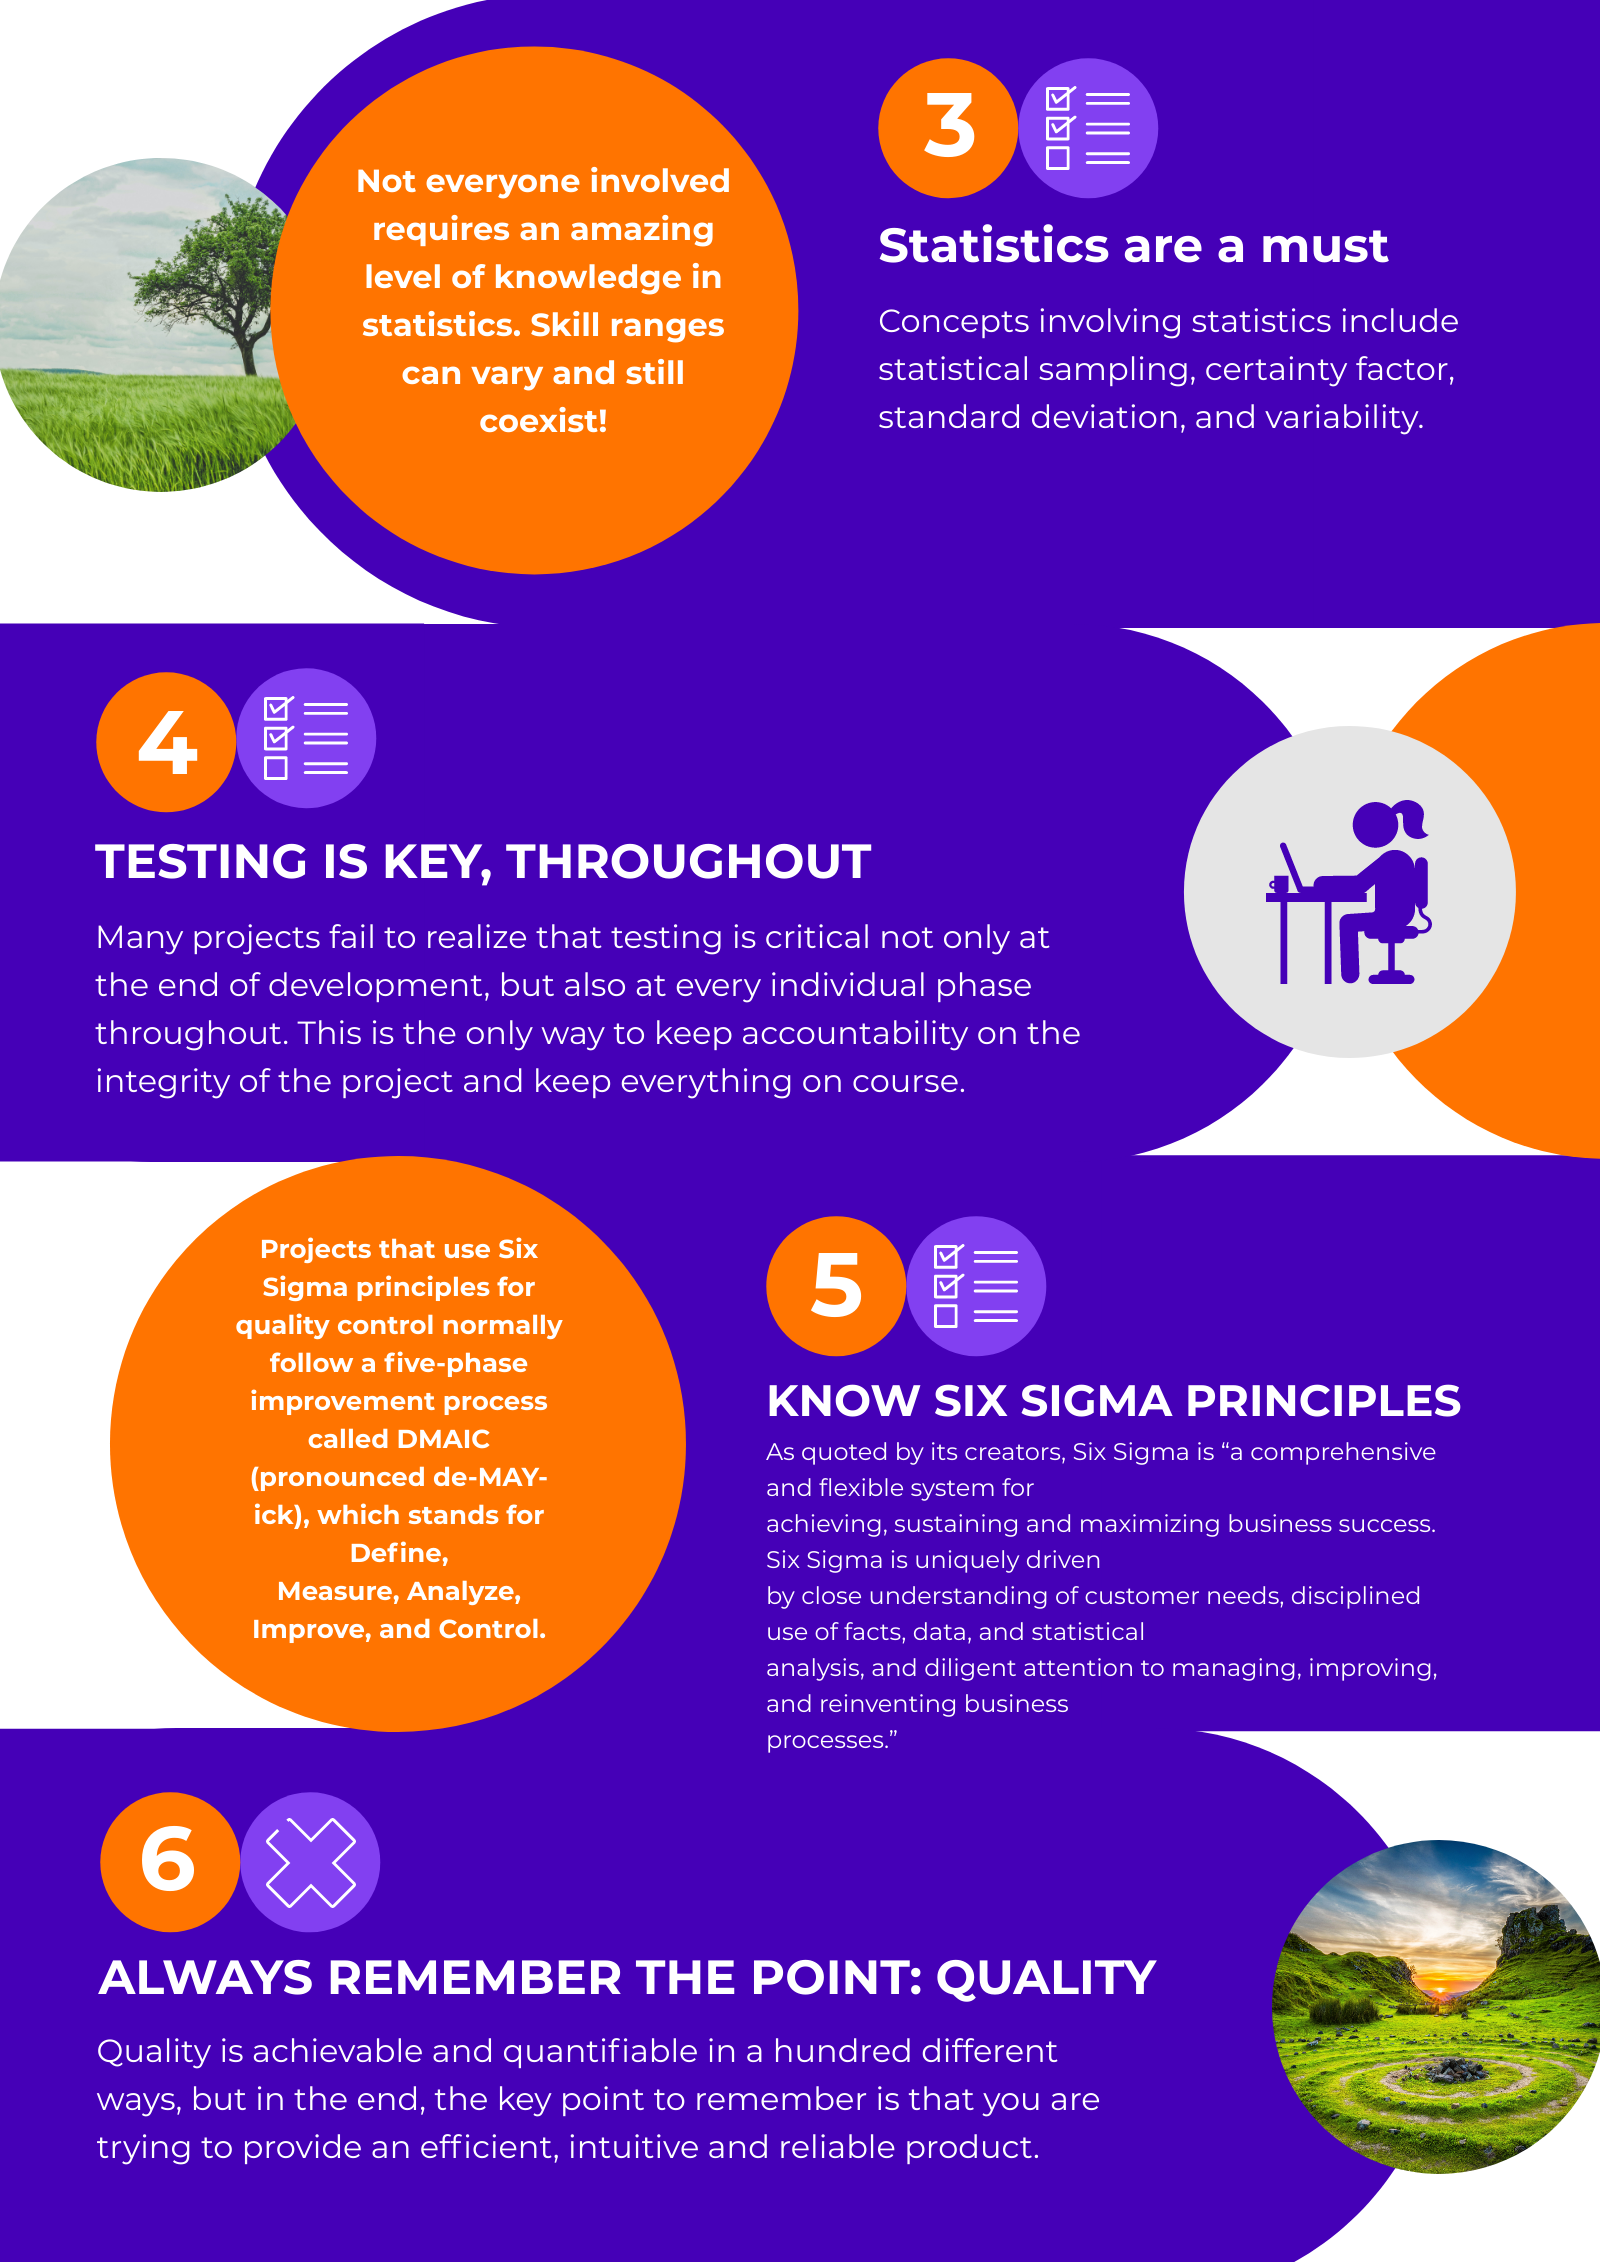 Not everyone involved
requires an amazing
level of knowledge in
statistics. Skill ranges
can vary and still
coexist!
3
Statistics are a must
Concepts involving statistics include
statistical sampling, certainty factor,
standard deviation, and variability.
4
TESTING IS KEY, THROUGHOUT
Many projects fail to realize that testing is critical not only at
the end of development, but also at every individual phase
throughout. This is the only way to keep accountability on the
integrity of the project and keep everything on course.
Projects that use Six
Sigma principles for
quality control normally
follow a five-phase
improvement process
called DMAIC
(pronounced de-MAY-
ick), which stands for
Define,
Measure, Analyze,
Improve, and Control.
5
KNOW SIX SIGMA PRINCIPLES
As quoted by its creators, Six Sigma is “a comprehensive
and flexible system for
achieving, sustaining and maximizing business success.
Six Sigma is uniquely driven
by close understanding of customer needs, disciplined
use of facts, data, and statistical
analysis, and diligent attention to managing, improving,
and reinventing business
processes.”
6
ALWAYS REMEMBER THE POINT: QUALITY
Quality is achievable and quantifiable in a hundred different
ways, but in the end, the key point to remember is that you are
trying to provide an efficient, intuitive and reliable product.